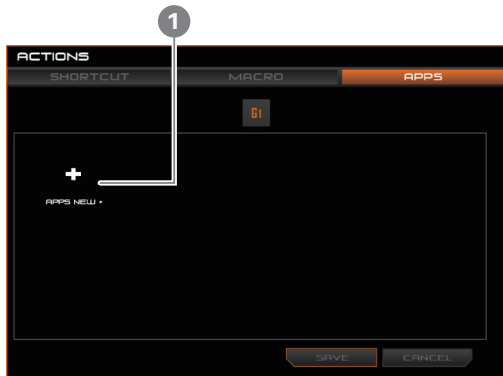 1
ACTIONS
SHORTCUT MACRO APPS
G1
+
APPS NEW •
SAVE CANCEL